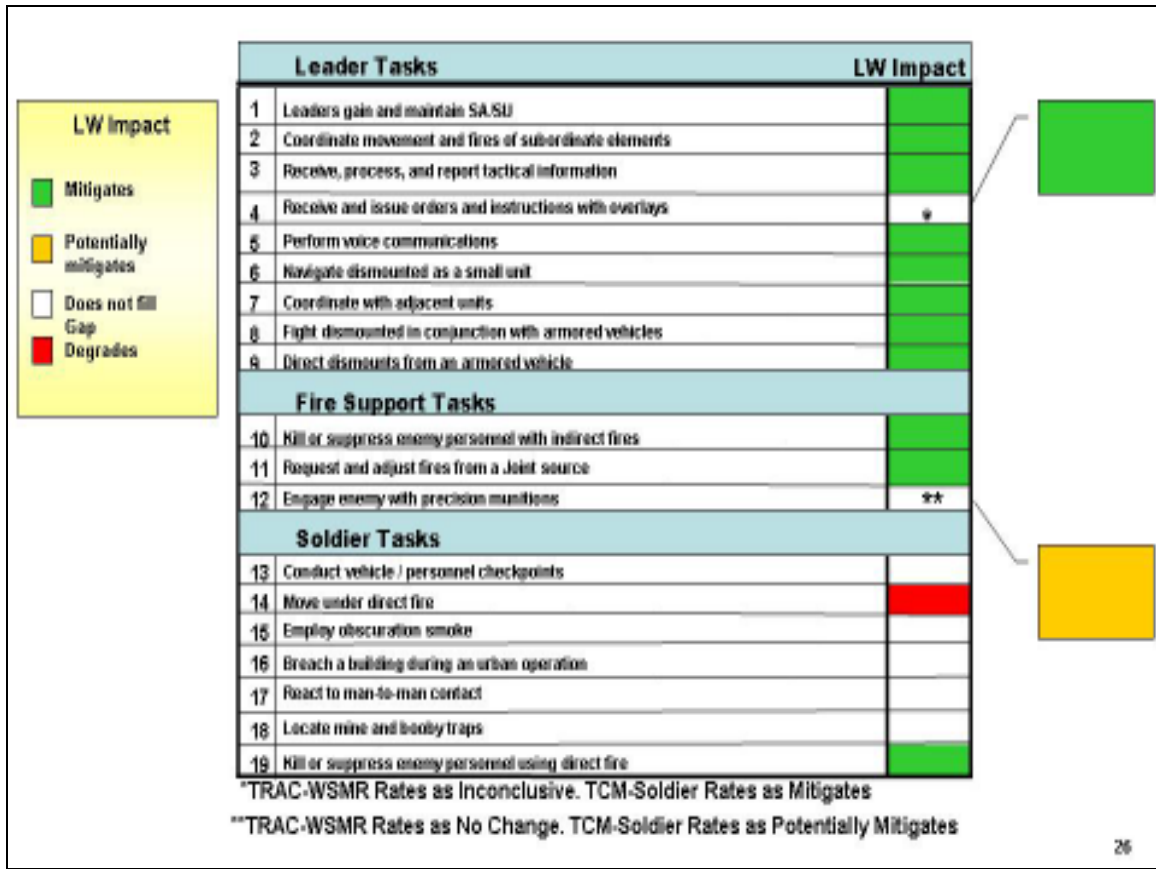 Leader Tasks LW Impact
1 Leaders gain and maintain SA/SU
2 Coordinate movement and fires of subordinate elements
3 Receive, process, and report tactical information
4 Receive and issue orders and instructions with overlays *
5 Perform voice communications
6 Navigate dismounted as a small unit
7 Coordinate with adjacent units
8 Fight dismounted in conjunction with armored vehicles
9 Direct dismounts from an armored vehicle
Fire Support Tasks
10 Kill or suppress enemy personnel with indirect fires
11 Request and adjust fires from a Joint source
12 Engage enemy with precision munitions **
Soldier Tasks
13 Conduct vehicle / personnel checkpoints
14 Move under direct fire
15 Employ obscuration smoke
16 Breach a building during an urban operation
17 React to man-to-man contact
18 Locate mine and booby traps
19 Kill or suppress enemy personnel using direct fire
*TRAC-WSMR Rates as Inconclusive. TCM-Soldier Rates as Mitigates
**TRAC-WSMR Rates as No Change. TCM-Soldier Rates as Potentially Mitigates
LW Impact
Mitigates
Potentially
mitigates
Does not fill
Gap
Degrades
26